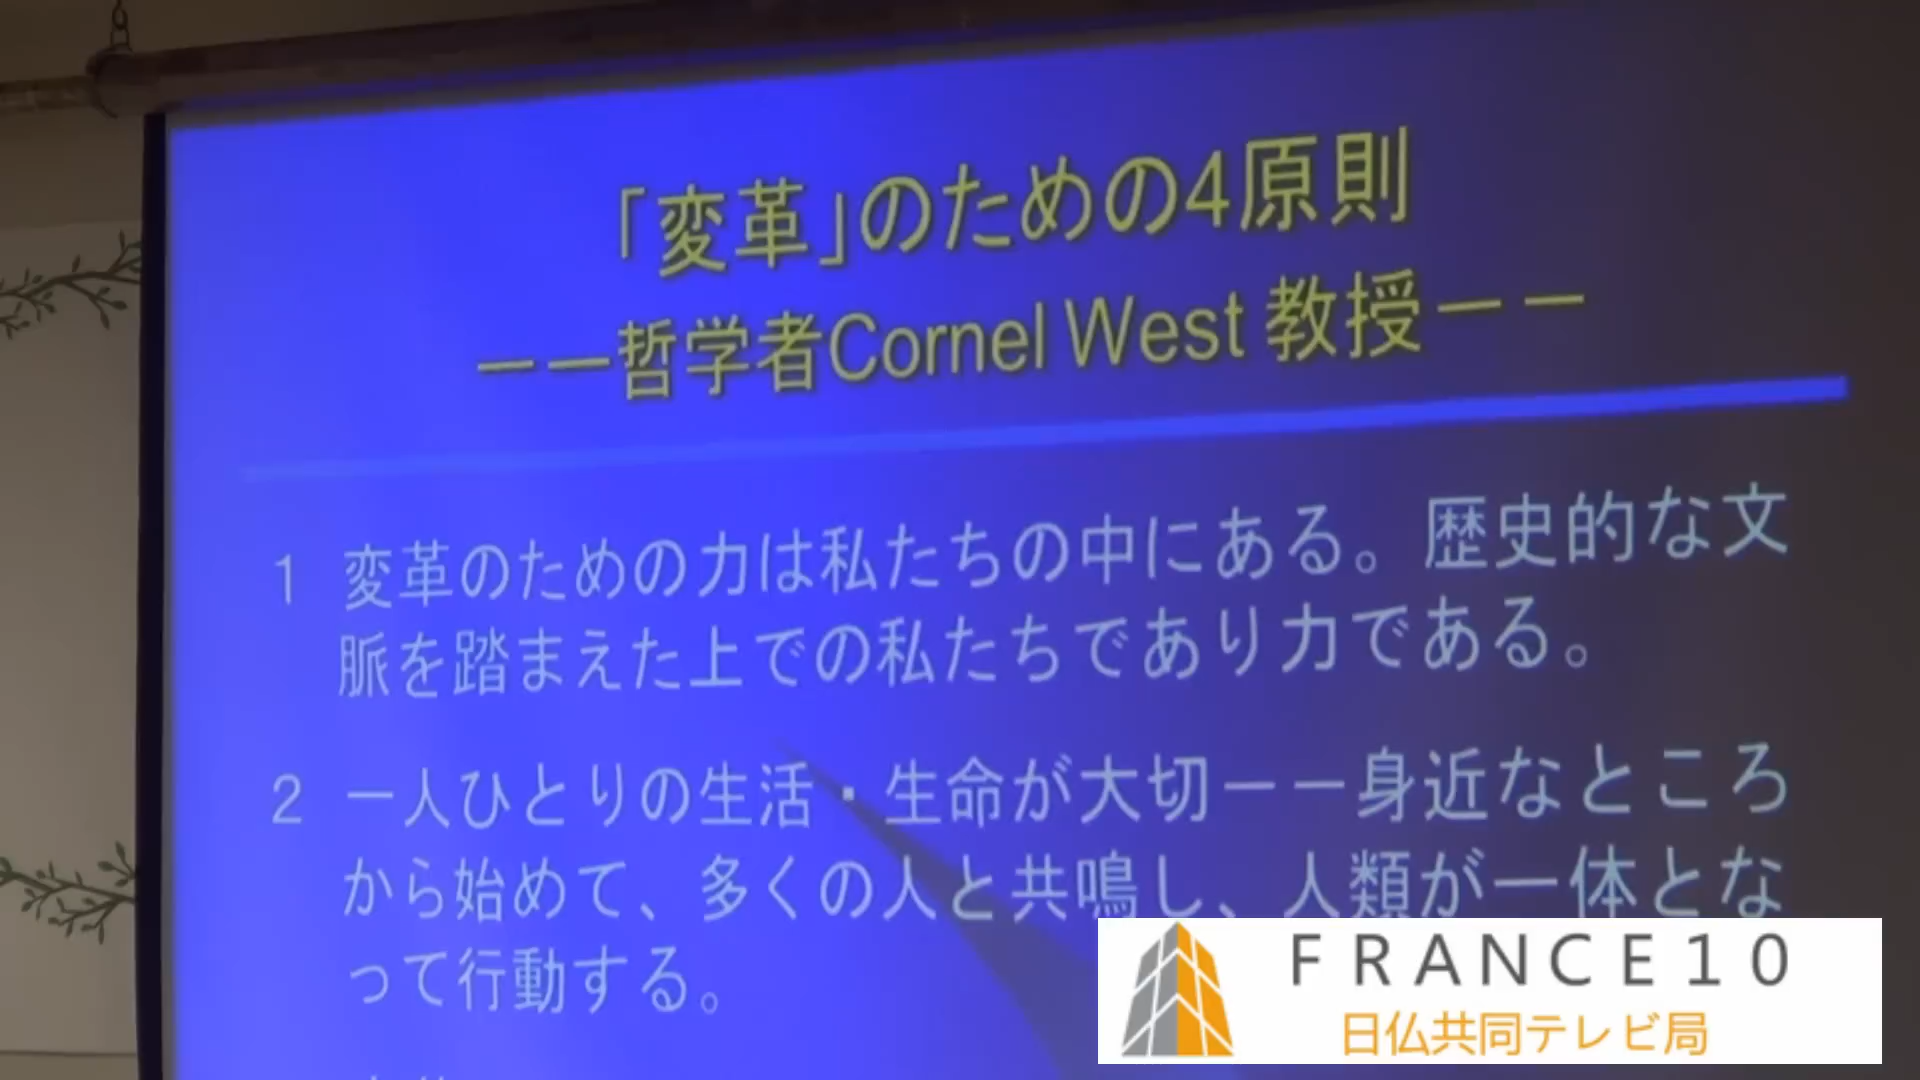 「変革」のための4原則
ーー哲学者Cornel West 教授ーー
1 変革のための力は私たちの中にある。歴史的な文
脈を踏まえた上での私たちであり力である。
2 一人ひとりの生活・生命が大切ーー身近なところ
から始めて、多くの人と共鳴し、人類が一体とな
って行動する。
FRANCE10
日仏共同テレビ局